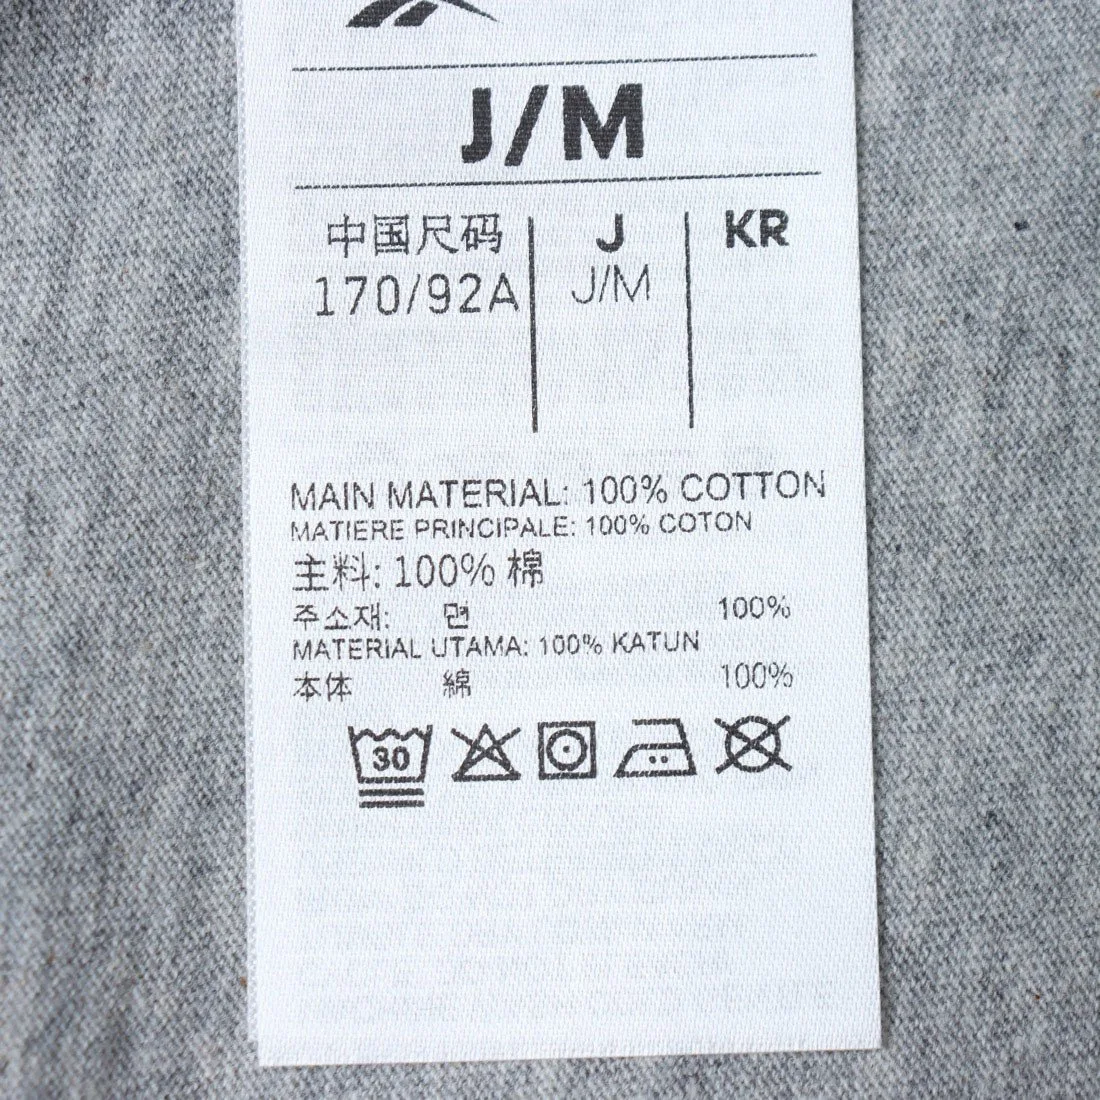 J/M
中国尺码 J KR
170/92A J/M
MAIN MATERIAL: 100% COTTON
MATIERE PRINCIPALE: 100% COTON
主料: 100% 棉
주소재: 면 100%
MATERIAL UTAMA: 100% KATUN
本体 綿 100%
30